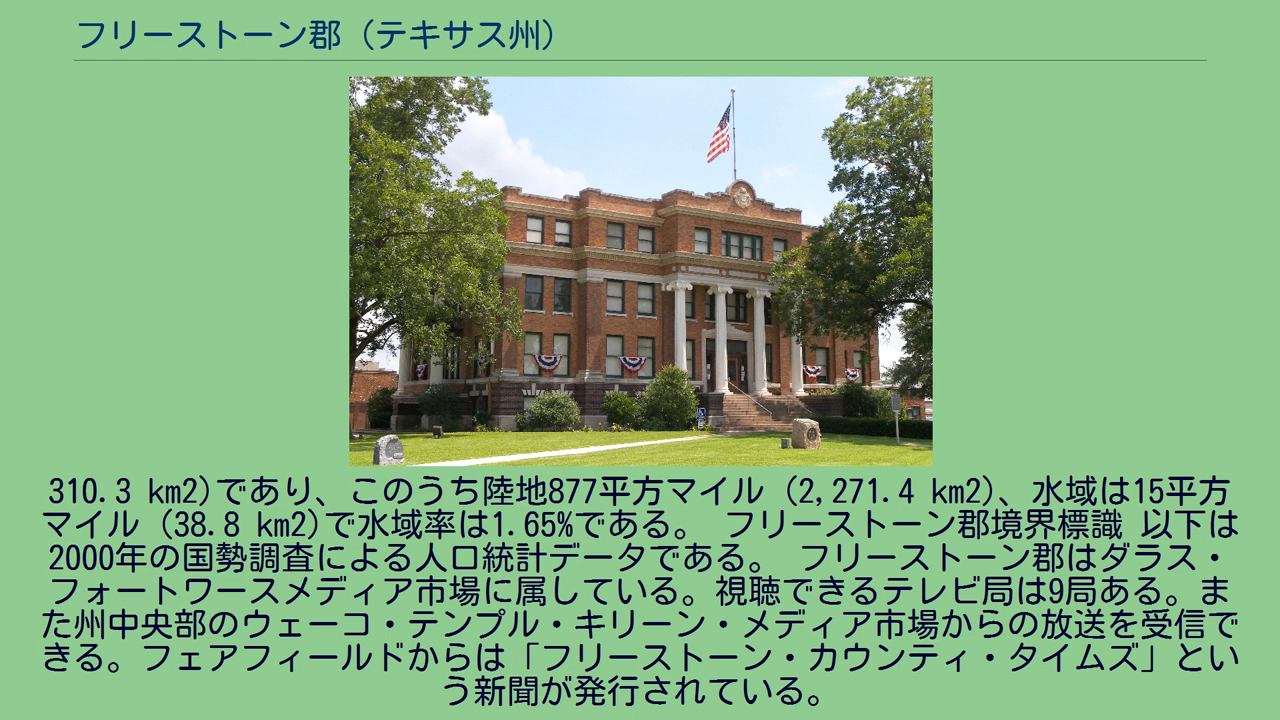 フリーストーン郡 (テキサス州)
310.3 km2)であり、このうち陸地877平方マイル (2,271.4 km2)、水域は15平方
マイル (38.8 km2)で水域率は1.65%である。 フリーストーン郡境界標識 以下は
2000年の国勢調査による人口統計データである。 フリーストーン郡はダラス・
フォートワースメディア市場に属している。視聴できるテレビ局は9局ある。ま
た州中央部のウェーコ・テンプル・キリーン・メディア市場からの放送を受信で
きる。フェアフィールドからは「フリーストーン・カウンティ・タイムズ」とい
う新聞が発行されている。